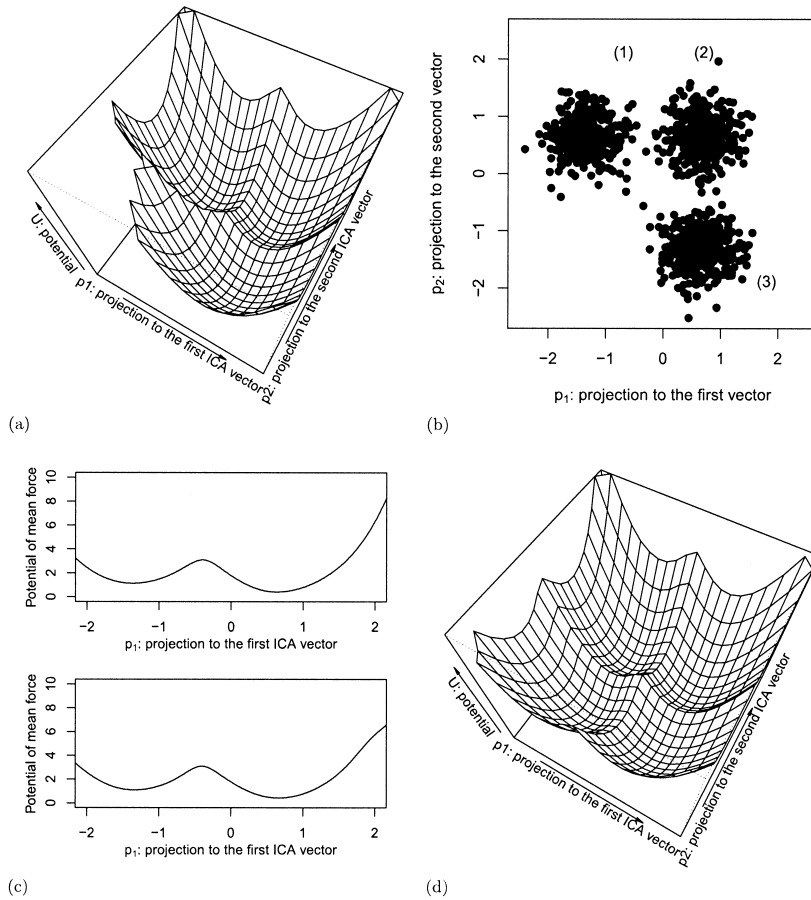 U: potential
p1: projection to the first ICA vector
p2: projection to the second ICA vector
(a)
p₂: projection to the second vector
2
1
0
−1
−2
(1)
(2)
(3)
−2 −1 0 1 2
p₁: projection to the first vector
(b)
Potential of mean force
10
8
6
4
2
0
−2 −1 0 1 2
p₁: projection to the first ICA vector
Potential of mean force
10
8
6
4
2
0
−2 −1 0 1 2
p₁: projection to the first ICA vector
(c)
U: potential
p1: projection to the first ICA vector
p2: projection to the second ICA vector
(d)